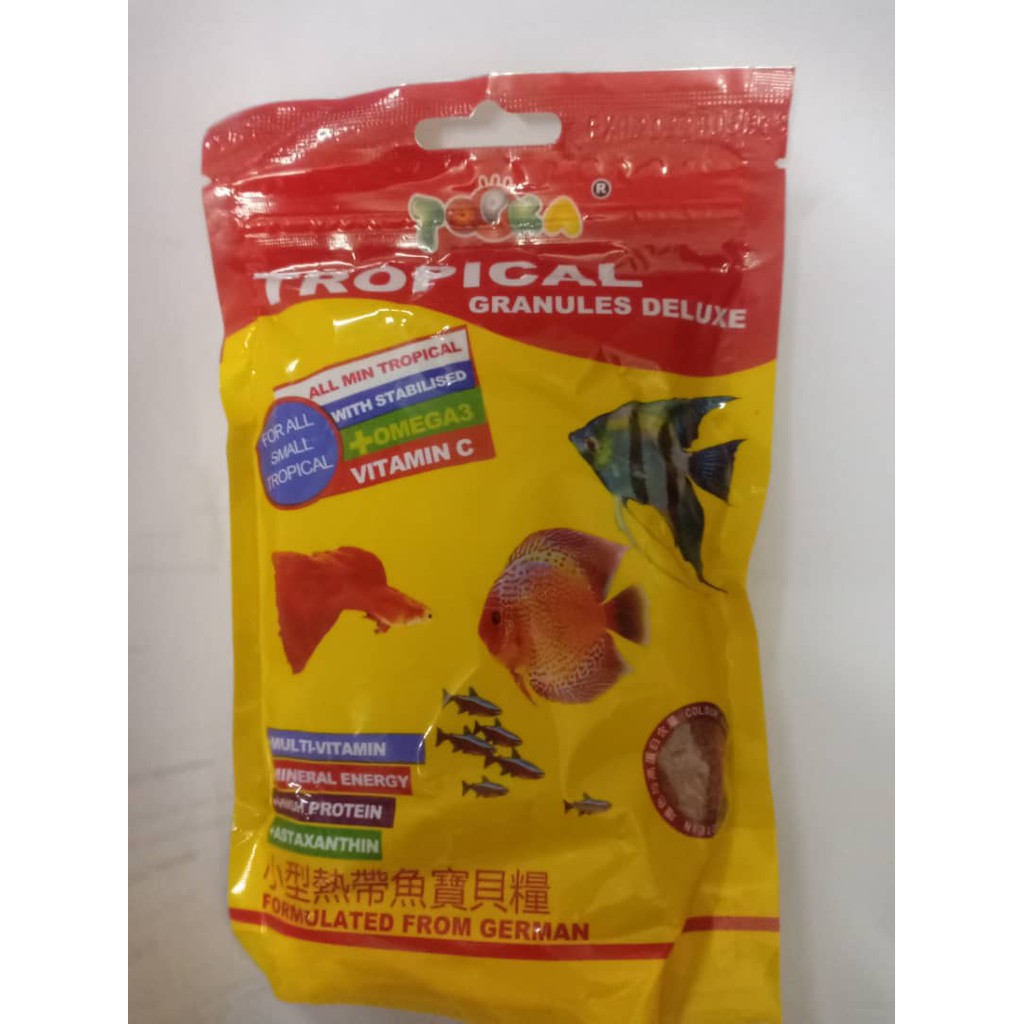 ®
TROPICAL
GRANULES DELUXE
ALL MIN TROPICAL
WITH STABILISED
+OMEGA3
VITAMIN C
FOR ALL
SMALL
TROPICAL
MULTI-VITAMIN
MINERAL ENERGY
PROTEIN
+ASTAXANTHIN
小型熱帶魚寶貝糧
FORMULATED FROM GERMAN